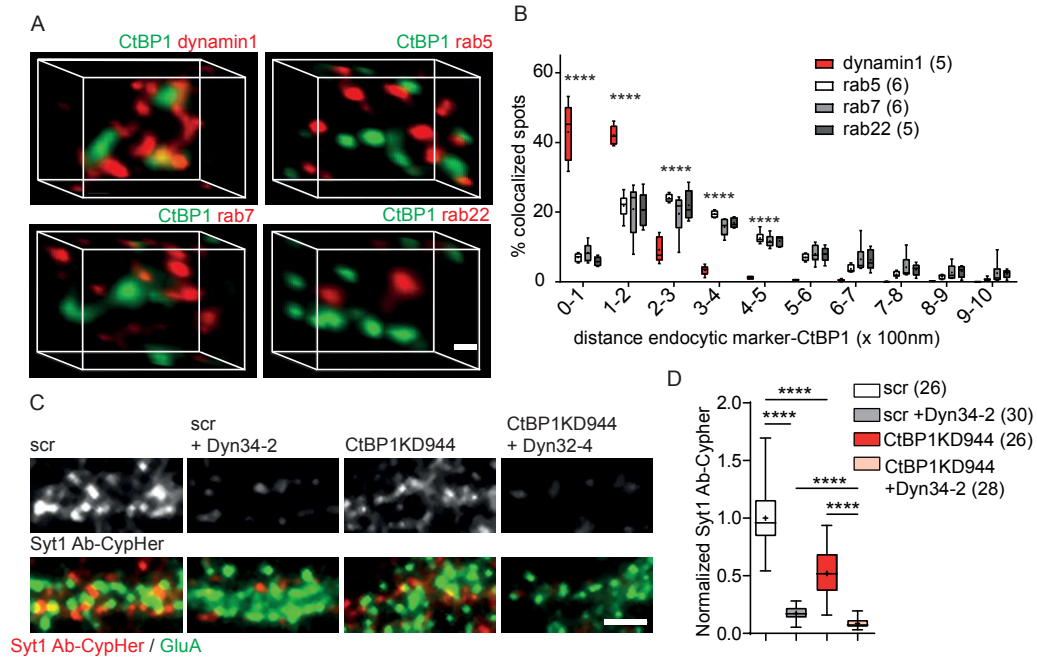 A
CtBP1 dynamin1
CtBP1 rab5
CtBP1 rab7
CtBP1 rab22
B
% colocalized spots
60
40
20
0
****
****
****
****
****
dynamin1 (5)
rab5 (6)
rab7 (6)
rab22 (5)
0-1
1-2
2-3
3-4
4-5
5-6
6-7
7-8
8-9
9-10
distance endocytic marker-CtBP1 (x 100nm)
C
scr
scr
+ Dyn34-2
CtBP1KD944
CtBP1KD944
+ Dyn32-4
Syt1 Ab-CypHer
Syt1 Ab-CypHer / GluA
D
Normalized Syt1 Ab-Cypher
2.0
1.5
1.0
0.5
0.0
****
****
****
****
scr (26)
scr +Dyn34-2 (30)
CtBP1KD944 (26)
CtBP1KD944
+Dyn34-2 (28)